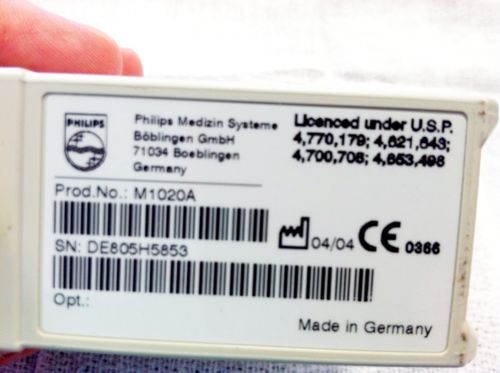 PHILIPS
Philips Medizin Systeme
Böblingen GmbH
71034 Boeblingen
Germany
Licenced under U.S.P.
4,770,179; 4,621,643;
4,700,708; 4,653,498
Prod.No.: M1020A
04/04 CE 0366
SN: DE805H5853
Opt.:
Made in Germany